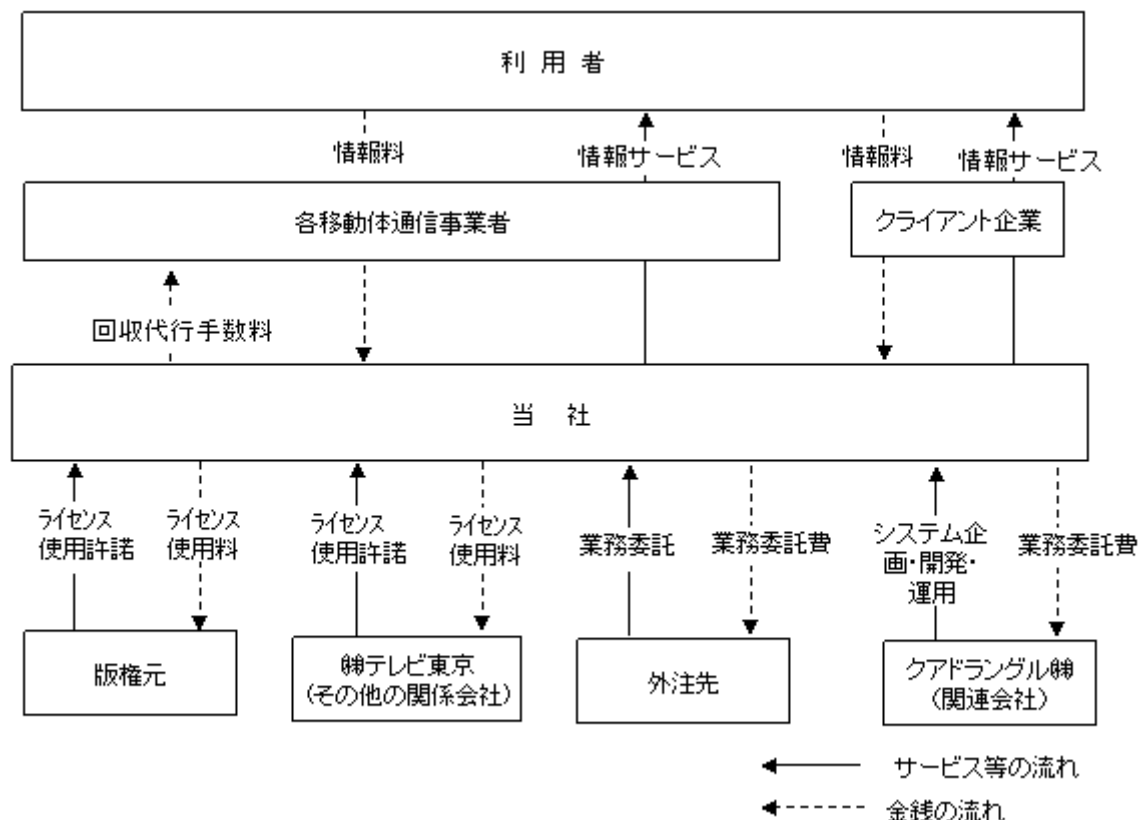 利用者
情報料
情報サービス
情報料
情報サービス
各移動体通信事業者
クライアント企業
回収代行手数料
当社
ライセンス
使用許諾
ライセンス
使用料
ライセンス
使用許諾
ライセンス
使用料
業務委託
業務委託費
システム企
画・開発・
運用
業務委託費
版権元
㈱テレビ東京
(その他の関係会社)
外注先
クアドラングル㈱
(関連会社)
サービス等の流れ
金銭の流れ